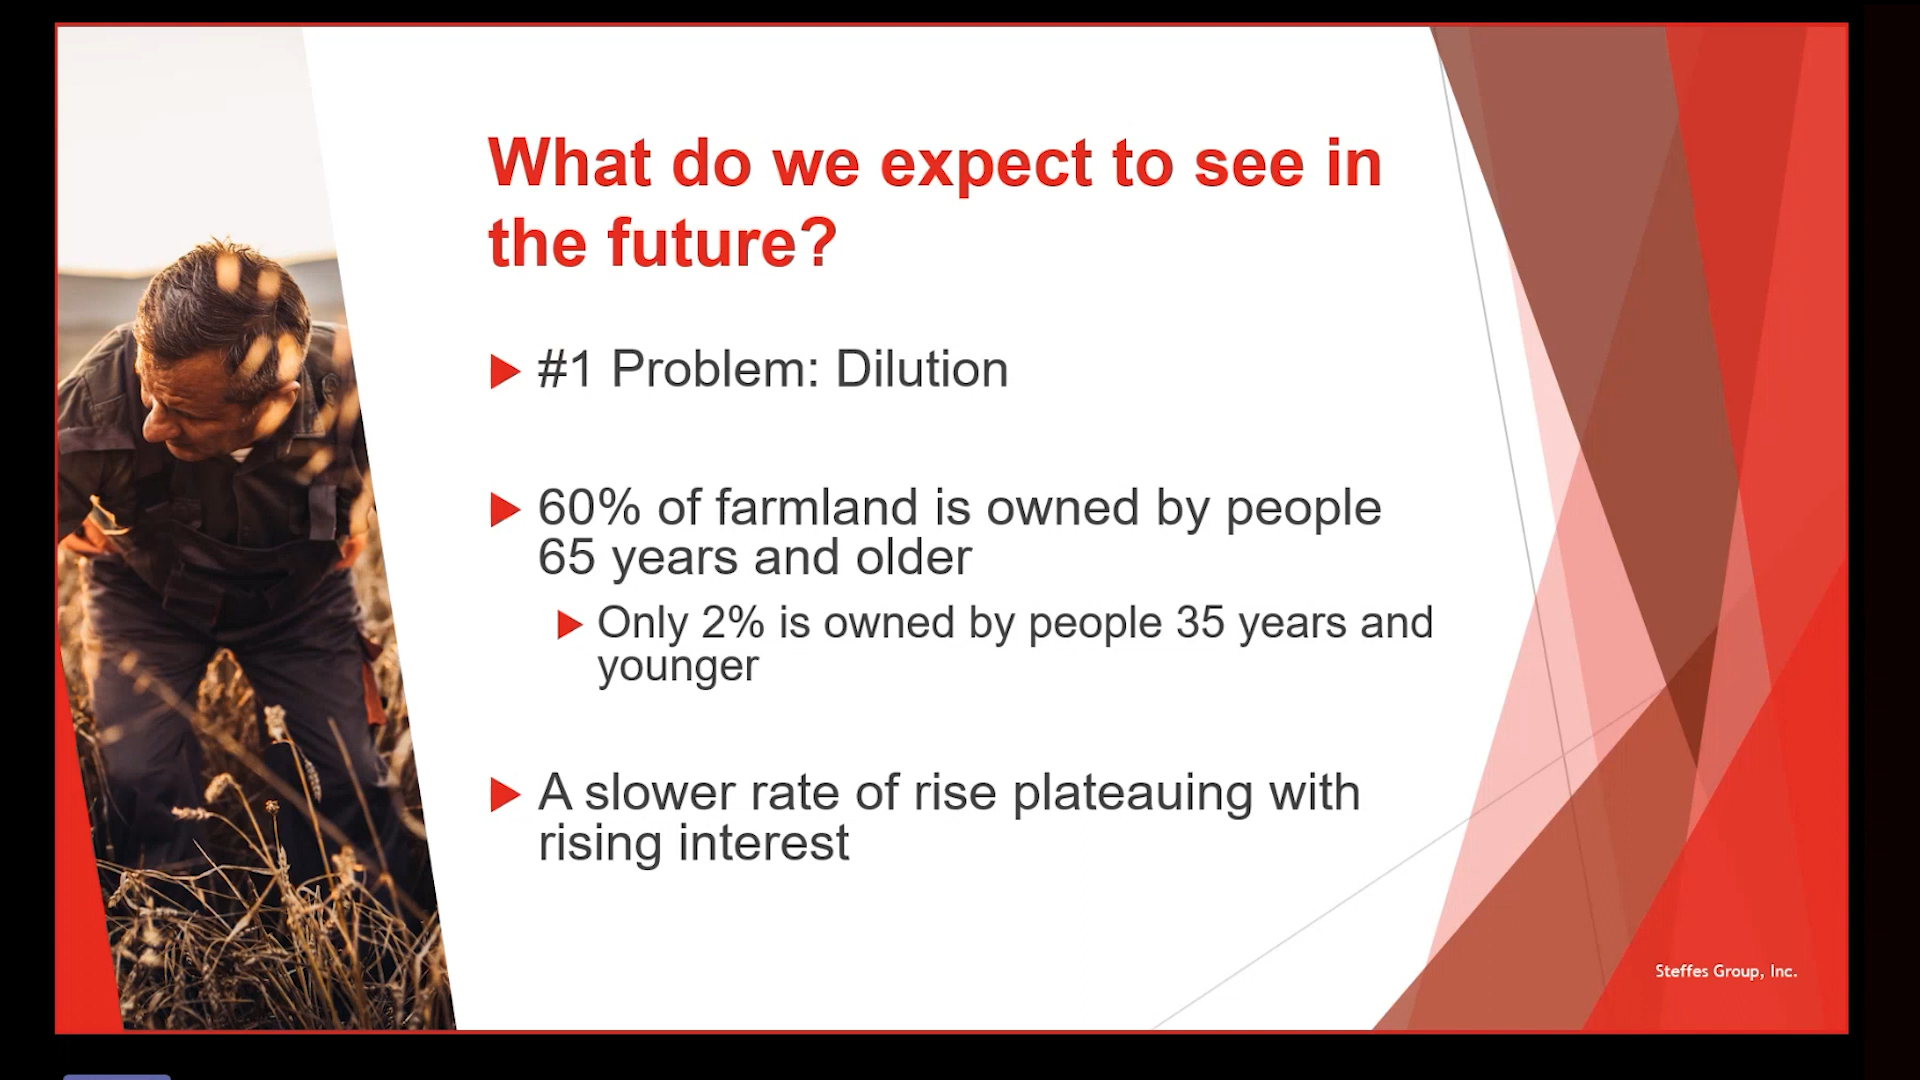 What do we expect to see in
the future?
#1 Problem: Dilution
60% of farmland is owned by people
65 years and older
Only 2% is owned by people 35 years and
younger
A slower rate of rise plateauing with
rising interest
Steffes Group, Inc.